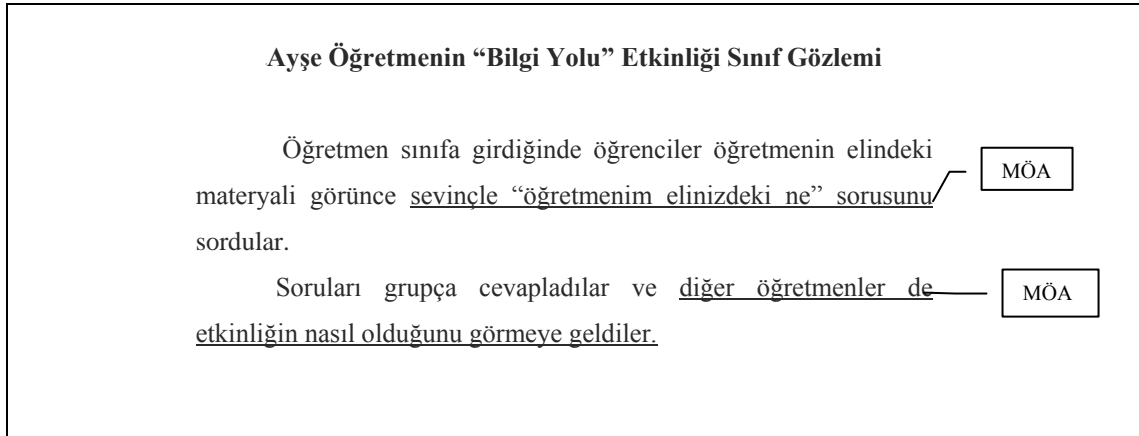 Ayşe Öğretmenin “Bilgi Yolu” Etkinliği Sınıf Gözlemi
Öğretmen sınıfa girdiğinde öğrenciler öğretmenin elindeki
MÖA
materyali görünce sevinçle “öğretmenim elinizdeki ne” sorusunu
sordular.
Soruları grupça cevapladılar ve diğer öğretmenler de
MÖA
etkinliğin nasıl olduğunu görmeye geldiler.